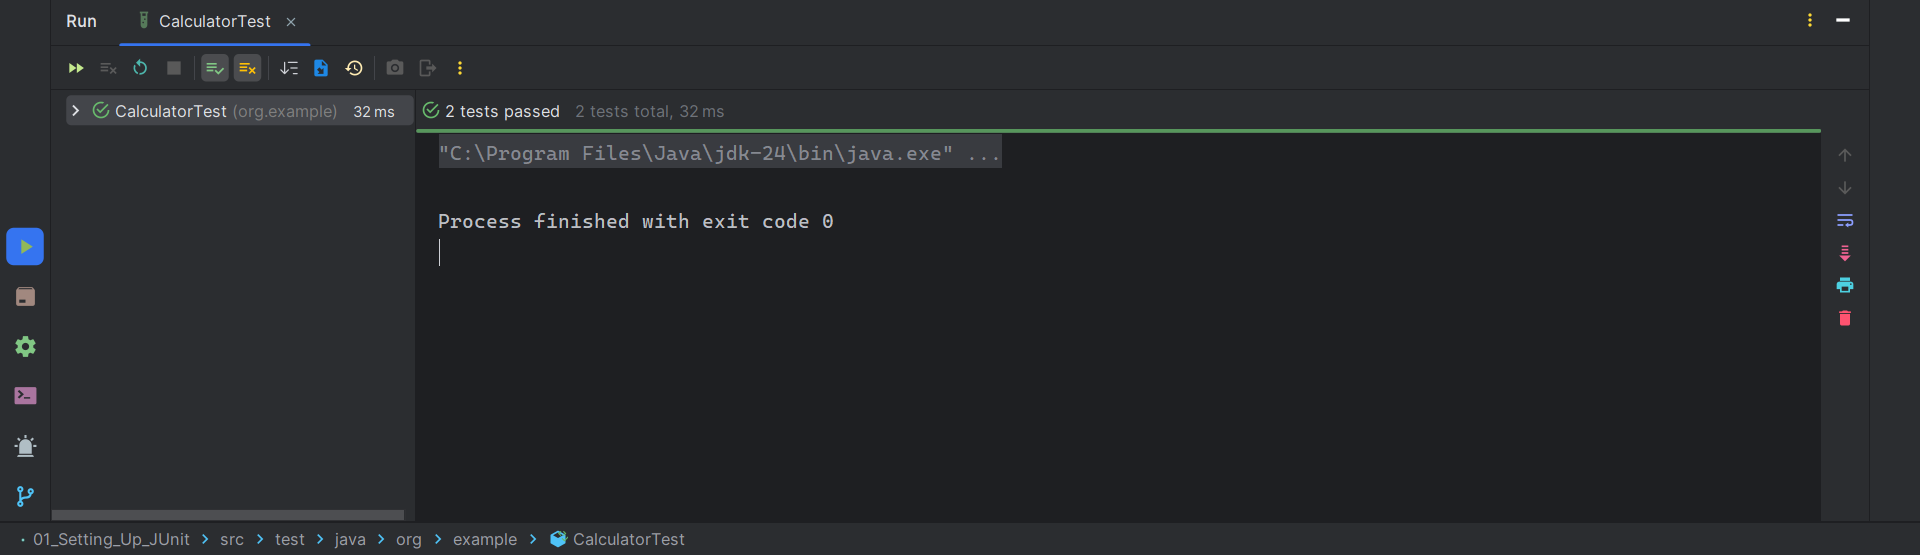 Run CalculatorTest
CalculatorTest (org.example) 32 ms
2 tests passed 2 tests total, 32 ms
"C:\Program Files\Java\jdk-24\bin\java.exe" ...
Process finished with exit code 0
01_Setting_Up_JUnit > src > test > java > org > example > CalculatorTest